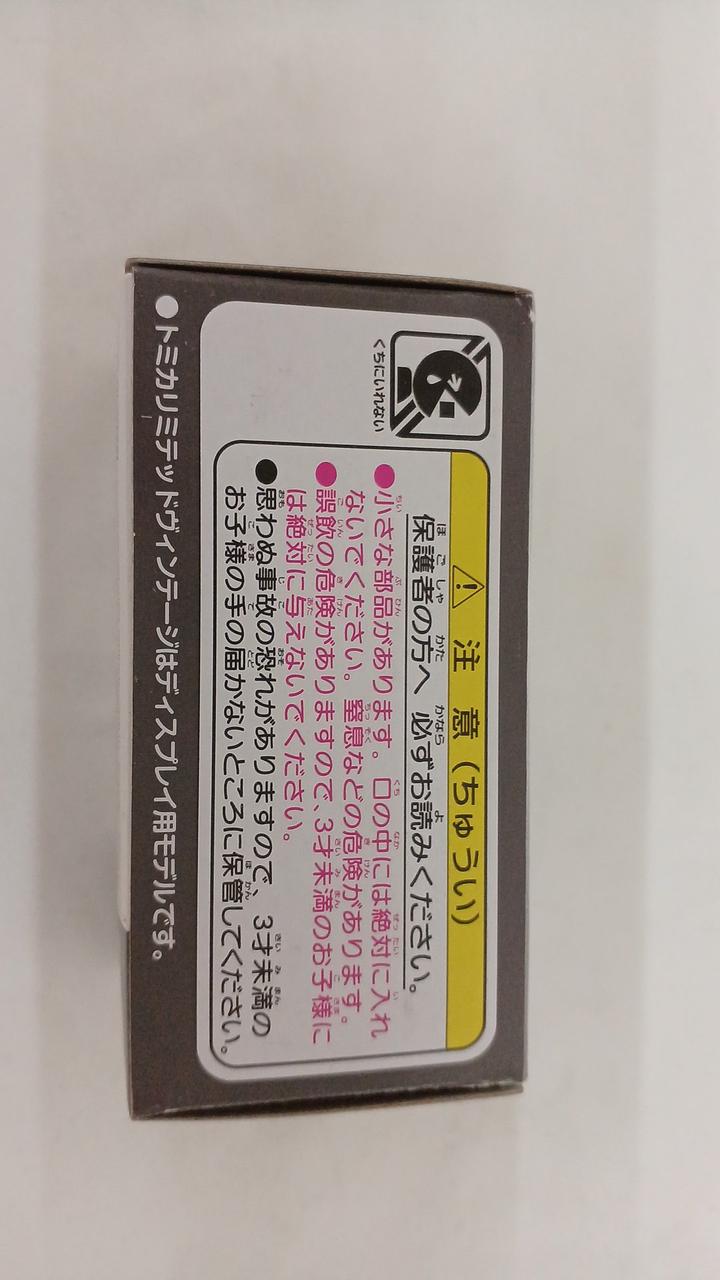 くちにいれない
注意(ちゅうい)
保護者の方へ 必ずお読みください。
●小さな部品があります。口の中には絶対に入れ
ないでください。窒息などの危険があります。
●誤飲の危険がありますので、3才未満のお子様に
は絶対に与えないでください。
●思わぬ事故の恐れがありますので、3才未満の
お子様の手の届かないところに保管してください。
●トミカリミテッドヴィンテージはディスプレイ用モデルです。